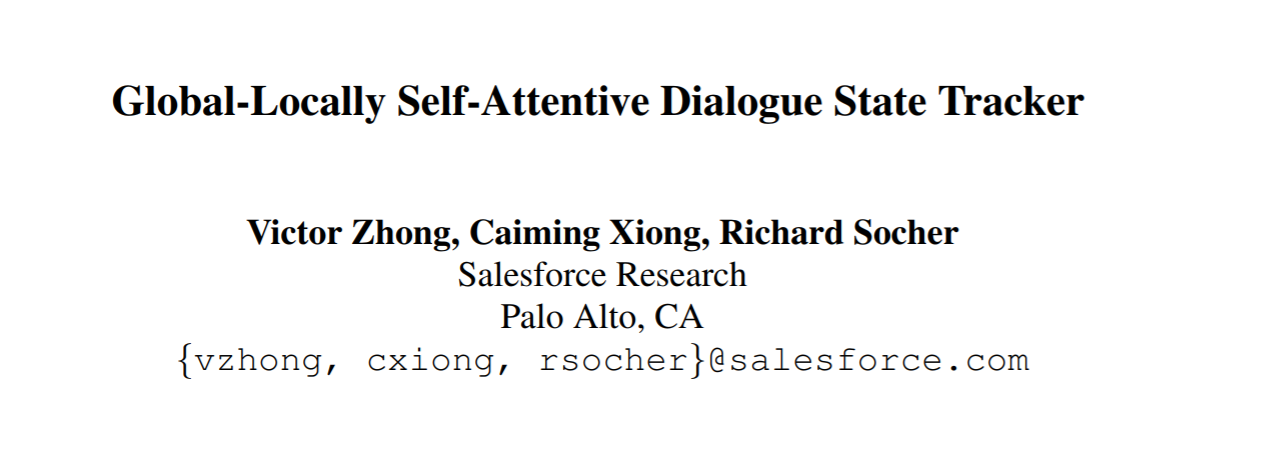 Global-Locally Self-Attentive Dialogue State Tracker
Victor Zhong, Caiming Xiong, Richard Socher
Salesforce Research
Palo Alto, CA
{vzhong, cxiong, rsocher}@salesforce.com